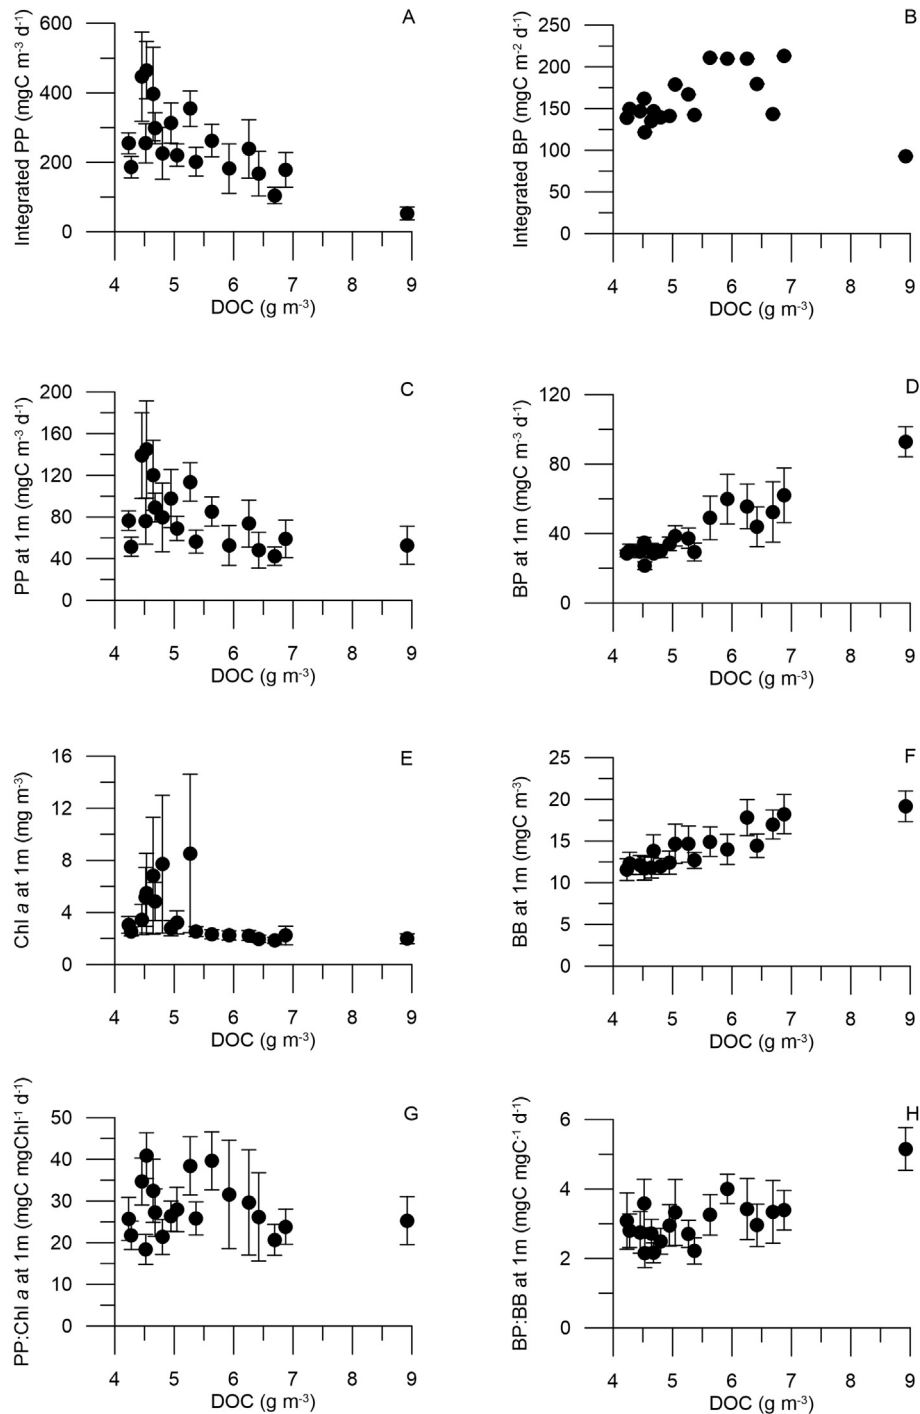 A
Integrated PP (mgC m⁻³ d⁻¹)
600
400
200
0
4 5 6 7 8 9
DOC (g m⁻³)
B
Integrated BP (mgC m⁻² d⁻¹)
250
200
150
100
50
0
4 5 6 7 8 9
DOC (g m⁻³)
C
PP at 1m (mgC m⁻³ d⁻¹)
200
160
120
80
40
0
4 5 6 7 8 9
DOC (g m⁻³)
D
BP at 1m (mgC m⁻³ d⁻¹)
120
80
40
0
4 5 6 7 8 9
DOC (g m⁻³)
E
Chl a at 1m (mg m⁻³)
16
12
8
4
0
4 5 6 7 8 9
DOC (g m⁻³)
F
BB at 1m (mgC m⁻³)
25
20
15
10
5
0
4 5 6 7 8 9
DOC (g m⁻³)
G
PP:Chl a at 1m (mgC mgChl⁻¹ d⁻¹)
50
40
30
20
10
0
4 5 6 7 8 9
DOC (g m⁻³)
H
BP:BB at 1m (mgC mgC⁻¹ d⁻¹)
6
4
2
0
4 5 6 7 8 9
DOC (g m⁻³)